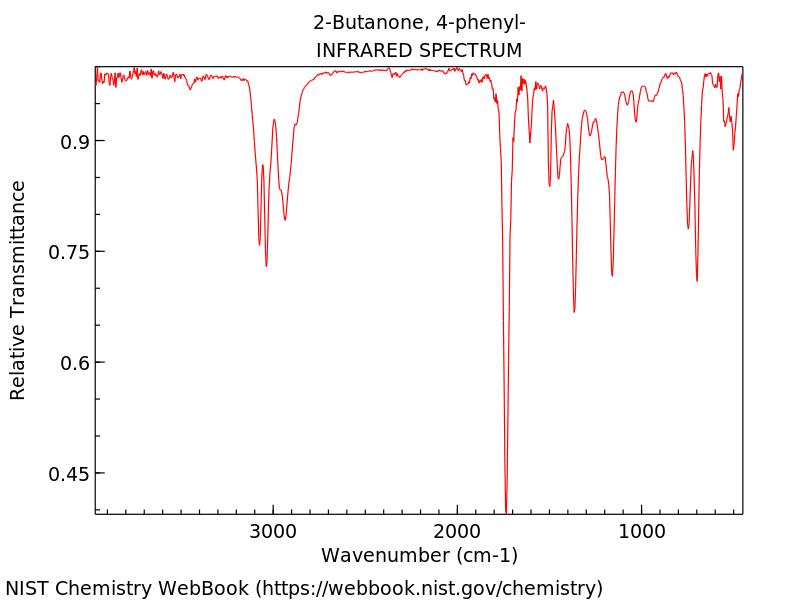 2-Butanone, 4-phenyl-
INFRARED SPECTRUM
Relative Transmittance
0.9
0.75
0.6
0.45
3000 2000 1000
Wavenumber (cm-1)
NIST Chemistry WebBook (https://webbook.nist.gov/chemistry)